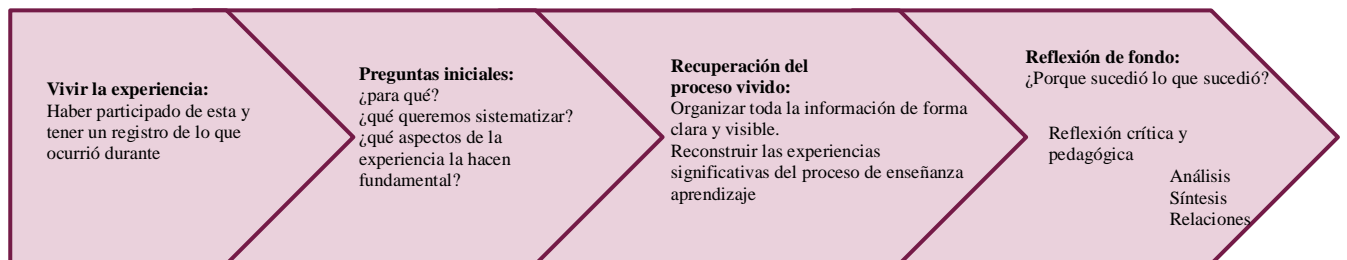 Vivir la experiencia:
Haber participado de esta y
tener un registro de lo que
ocurrió durante
Preguntas iniciales:
¿para qué?
¿qué queremos sistematizar?
¿qué aspectos de la
experiencia la hacen
fundamental?
Recuperación del
proceso vivido:
Organizar toda la información de forma
clara y visible.
Reconstruir las experiencias
significativas del proceso de enseñanza
aprendizaje
Reflexión de fondo:
¿Porque sucedió lo que sucedió?
Reflexión crítica y
pedagógica
Análisis
Síntesis
Relaciones